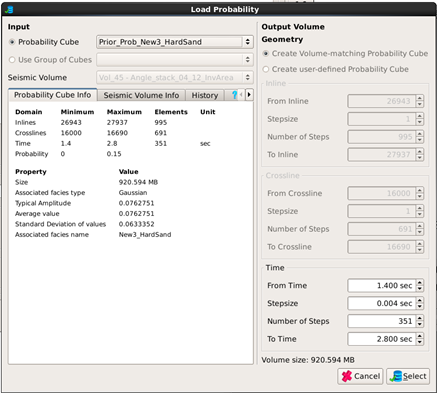 Load Probability
Input
Probability Cube
Prior_Prob_New3_HardSand
Use Group of Cubes
Seismic Volume
Vol_45 - Angle_stack_04_12_InvArea
Probability Cube Info
Seismic Volume Info
History
?
Domain Minimum Maximum Elements Unit
Inlines 26943 27937 995
Crosslines 16000 16690 691
Time 1.4 2.8 351 sec
Probability 0 0.15
Property Value
Size 920.594 MB
Associated facies type Gaussian
Typical Amplitude 0.0762751
Average value 0.0762751
Standard Deviation of values 0.0633352
Associated facies name New3_HardSand
Output Volume
Geometry
Create Volume-matching Probability Cube
Create user-defined Probability Cube
Inline
From Inline 26943
Stepsize 1
Number of Steps 995
To Inline 27937
Crossline
From Crossline 16000
Stepsize 1
Number of Steps 691
To Crossline 16690
Time
From Time 1.400 sec
Stepsize 0.004 sec
Number of Steps 351
To Time 2.800 sec
Volume size: 920.594 MB
Cancel
Select